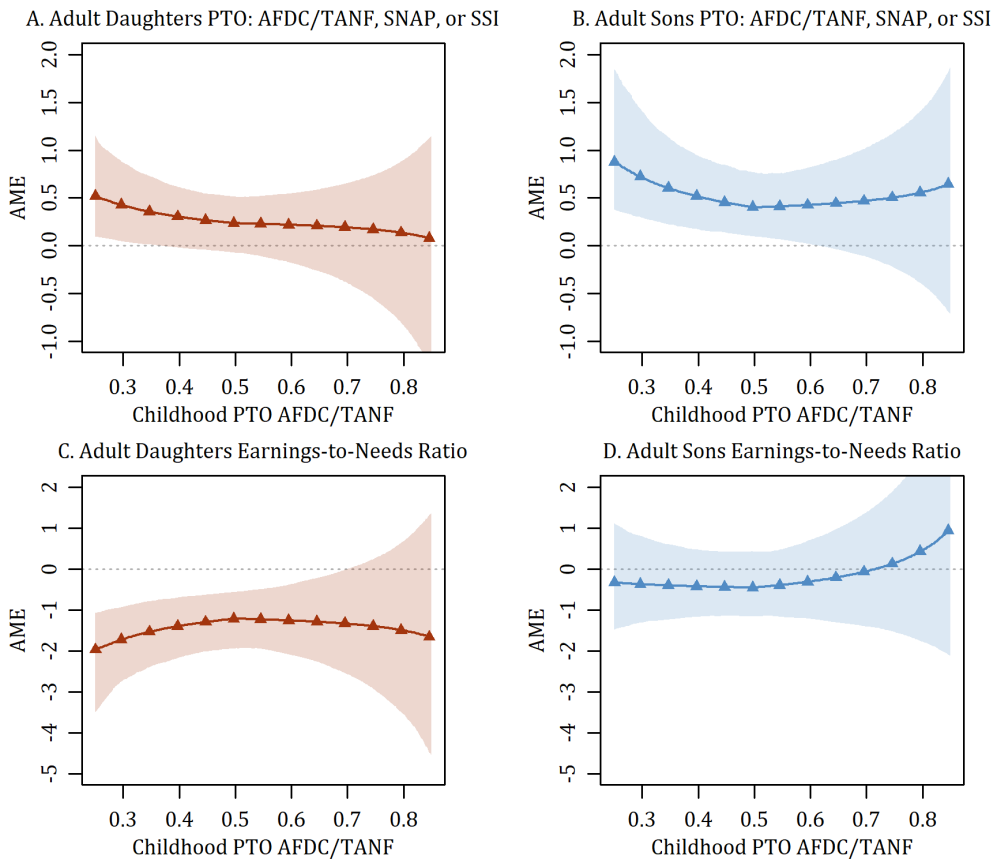 A. Adult Daughters PTO: AFDC/TANF, SNAP, or SSI
AME
2.0
1.5
1.0
0.5
0.0
-0.5
-1.0
0.3 0.4 0.5 0.6 0.7 0.8
Childhood PTO AFDC/TANF
B. Adult Sons PTO: AFDC/TANF, SNAP, or SSI
AME
2.0
1.5
1.0
0.5
0.0
-0.5
-1.0
0.3 0.4 0.5 0.6 0.7 0.8
Childhood PTO AFDC/TANF
C. Adult Daughters Earnings-to-Needs Ratio
AME
2
1
0
-1
-2
-3
-4
-5
0.3 0.4 0.5 0.6 0.7 0.8
Childhood PTO AFDC/TANF
D. Adult Sons Earnings-to-Needs Ratio
AME
2
1
0
-1
-2
-3
-4
-5
0.3 0.4 0.5 0.6 0.7 0.8
Childhood PTO AFDC/TANF